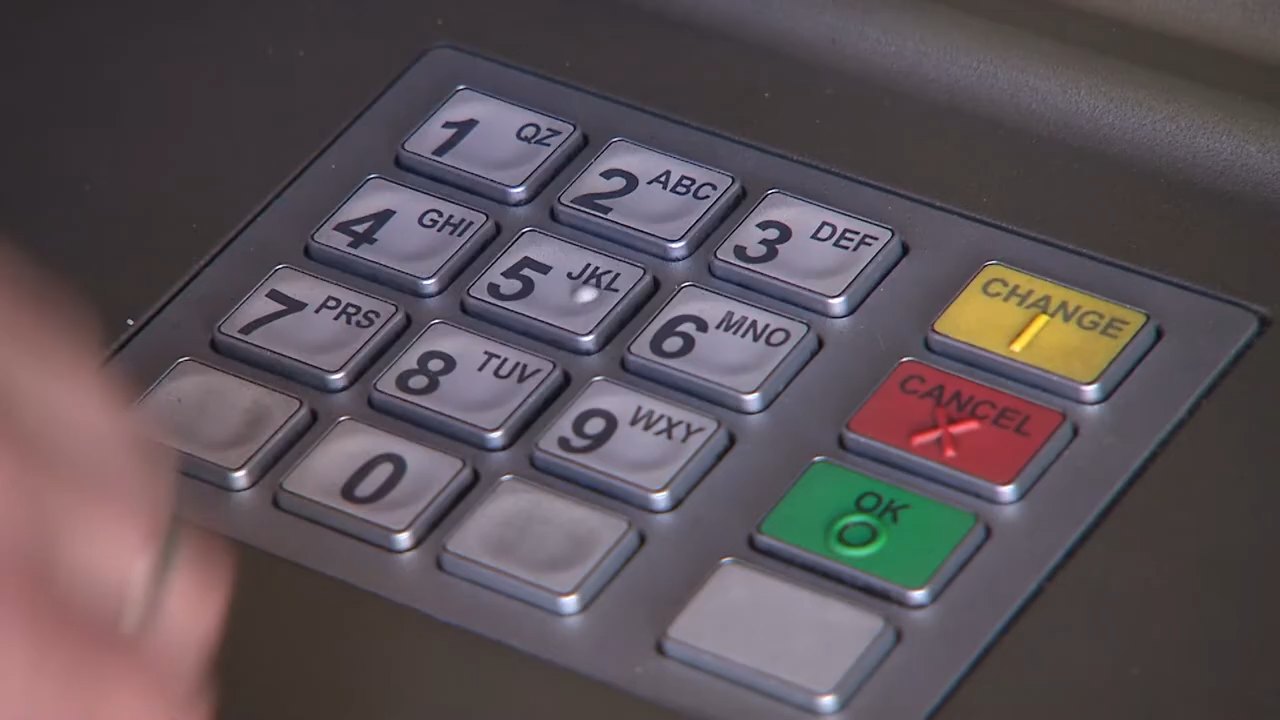 1 QZ
2 ABC
3 DEF
CHANGE
4 GHI
5 JKL
6 MNO
CANCEL
7 PRS
8 TUV
9 WXY
OK
0